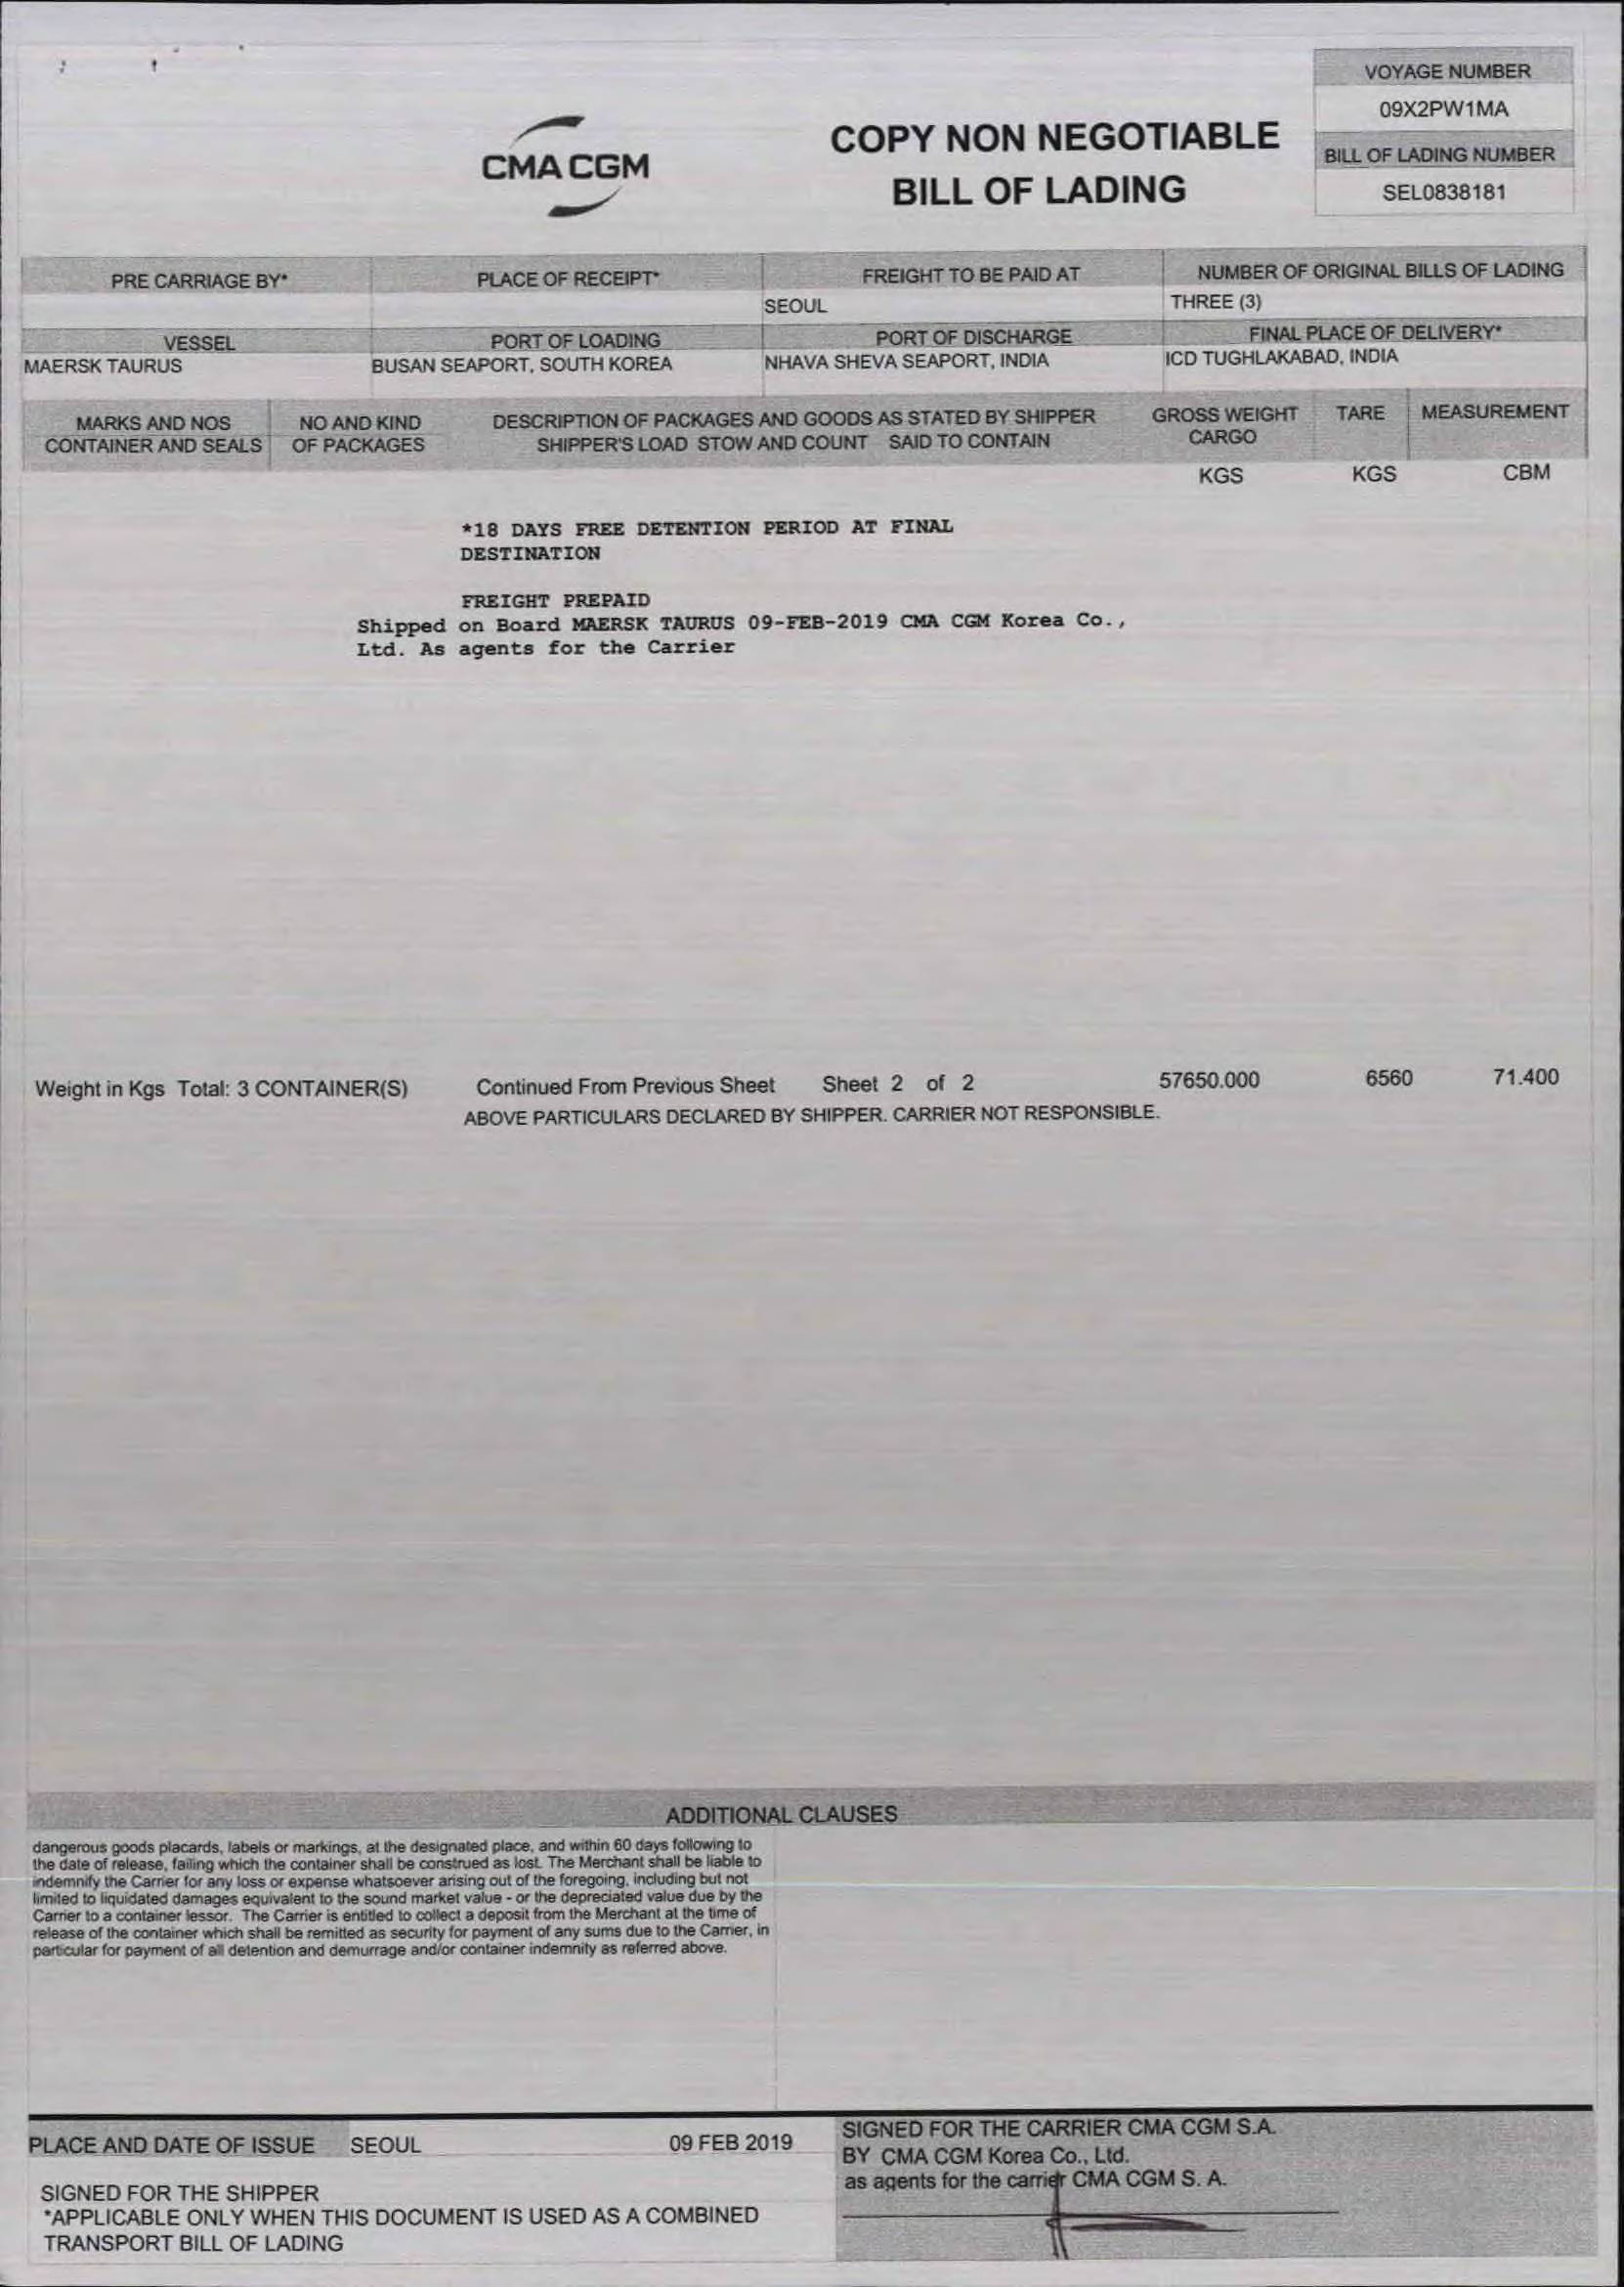 VOYAGE NUMBER
09X2PW1MA
CMA CGM
COPY NON NEGOTIABLE
BILL OF LADING
BILL OF LADING NUMBER
SEL0838181
PRE CARRIAGE BY* PLACE OF RECEIPT* FREIGHT TO BE PAID AT NUMBER OF ORIGINAL BILLS OF LADING
SEOUL THREE (3)
VESSEL PORT OF LOADING PORT OF DISCHARGE FINAL PLACE OF DELIVERY*
MAERSK TAURUS BUSAN SEAPORT, SOUTH KOREA NHAVA SHEVA SEAPORT, INDIA ICD TUGHLAKABAD, INDIA
MARKS AND NOS NO AND KIND DESCRIPTION OF PACKAGES AND GOODS AS STATED BY SHIPPER GROSS WEIGHT TARE MEASUREMENT
CONTAINER AND SEALS OF PACKAGES SHIPPER'S LOAD STOW AND COUNT SAID TO CONTAIN CARGO
KGS KGS CBM
*18 DAYS FREE DETENTION PERIOD AT FINAL
DESTINATION
FREIGHT PREPAID
Shipped on Board MAERSK TAURUS 09-FEB-2019 CMA CGM Korea Co.,
Ltd. As agents for the Carrier
Weight in Kgs Total: 3 CONTAINER(S) Continued From Previous Sheet Sheet 2 of 2 57650.000 6560 71.400
ABOVE PARTICULARS DECLARED BY SHIPPER. CARRIER NOT RESPONSIBLE.
ADDITIONAL CLAUSES
dangerous goods placards, labels or markings, at the designated place, and within 60 days following to
the date of release, failing which the container shall be construed as lost. The Merchant shall be liable to
indemnify the Carrier for any loss or expense whatsoever arising out of the foregoing, including but not
limited to liquidated damages equivalent to the sound market value - or the depreciated value due by the
Carrier to a container lessor. The Carrier is entitled to collect a deposit from the Merchant at the time of
release of the container which shall be remitted as security for payment of any sums due to the Carrier, in
particular for payment of all detention and demurrage and/or container indemnity as referred above.
PLACE AND DATE OF ISSUE SEOUL 09 FEB 2019
SIGNED FOR THE SHIPPER
*APPLICABLE ONLY WHEN THIS DOCUMENT IS USED AS A COMBINED
TRANSPORT BILL OF LADING
SIGNED FOR THE CARRIER CMA CGM S.A.
BY CMA CGM Korea Co., Ltd.
as agents for the carrier CMA CGM S. A.